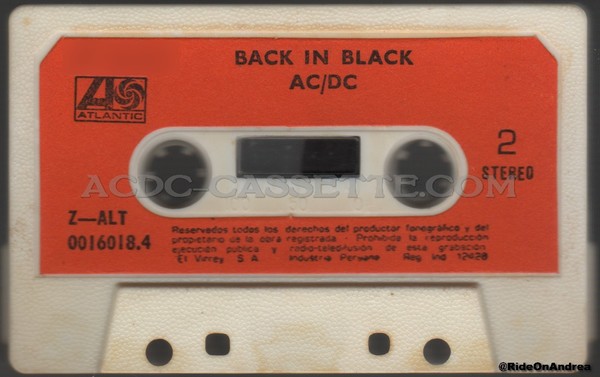 BACK IN BLACK
AC/DC
ATLANTIC
2
STEREO
ACDC-CASSETTE.COM
Z—ALT
0016018.4
Reservados todos los derechos del productor fonográfico y del
propietario de la obra registrada - Prohibida la reproducción
ejecución pública y radio-teledifusión de esta grabación
"El Virrey" S. A. Industria Peruana - Reg. Ind. 12420
@RideOnAndrea